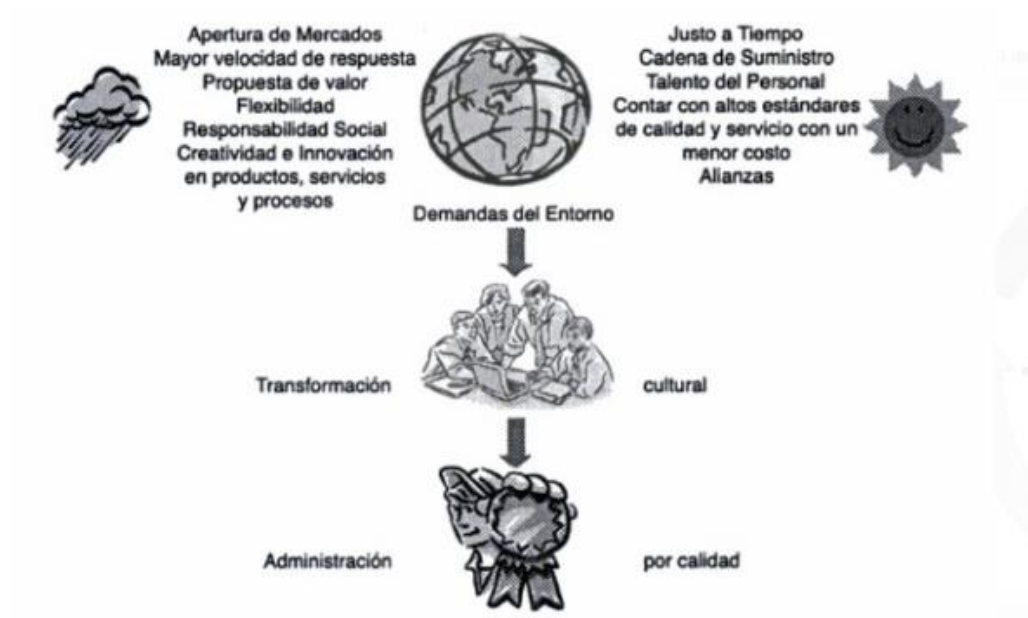 Apertura de Mercados
Mayor velocidad de respuesta
Propuesta de valor
Flexibilidad
Responsabilidad Social
Creatividad e Innovación
en productos, servicios
y procesos
Justo a Tiempo
Cadena de Suministro
Talento del Personal
Contar con altos estándares
de calidad y servicio con un
menor costo
Alianzas
Demandas del Entorno
Transformación cultural
Administración por calidad